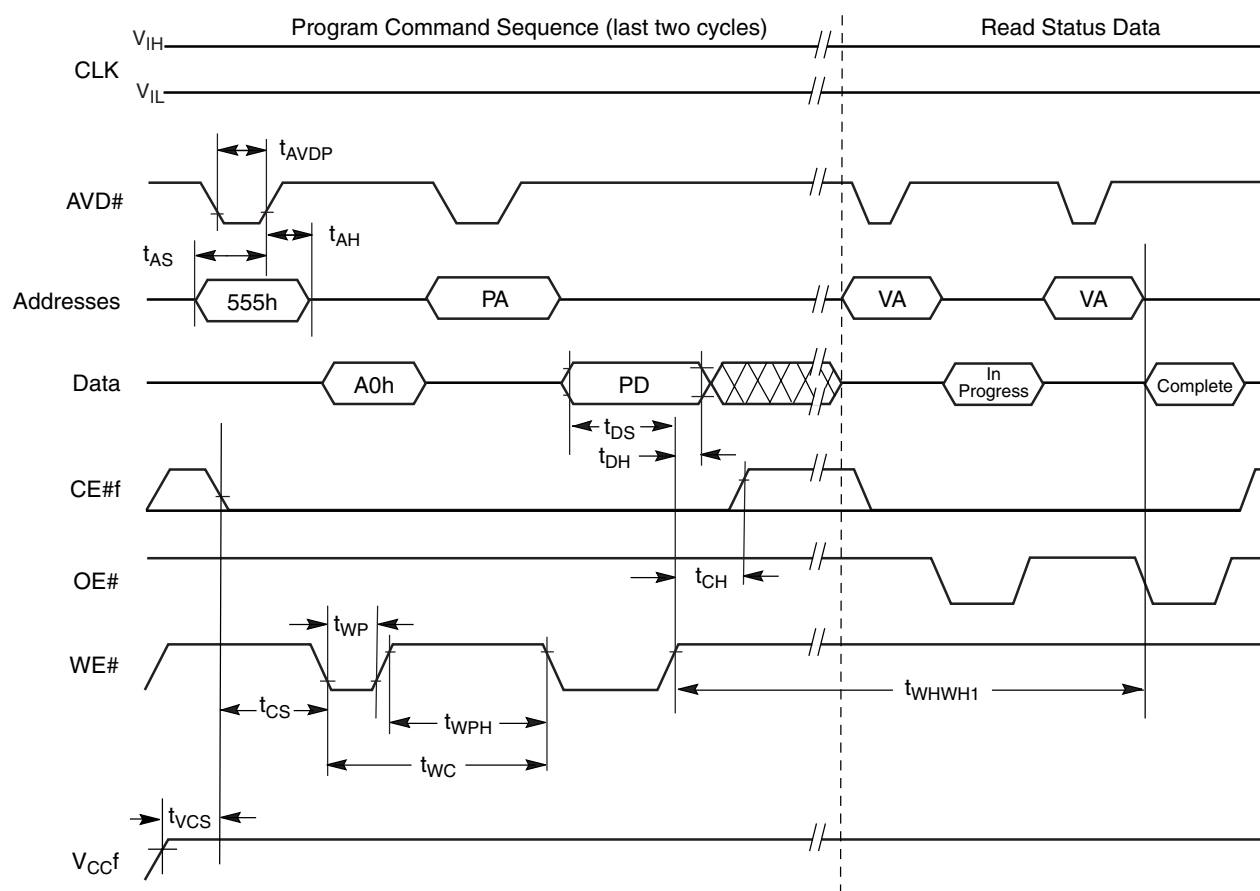 Program Command Sequence (last two cycles) Read Status Data
VIH
CLK
VIL
tAVDP
AVD#
tAS tAH
Addresses 555h PA VA VA
Data A0h PD In Progress Complete
tDS
tDH
CE#f
OE# tCH
tWP
WE#
tCS tWPH tWHWH1
tWC
tVCS
VCCf